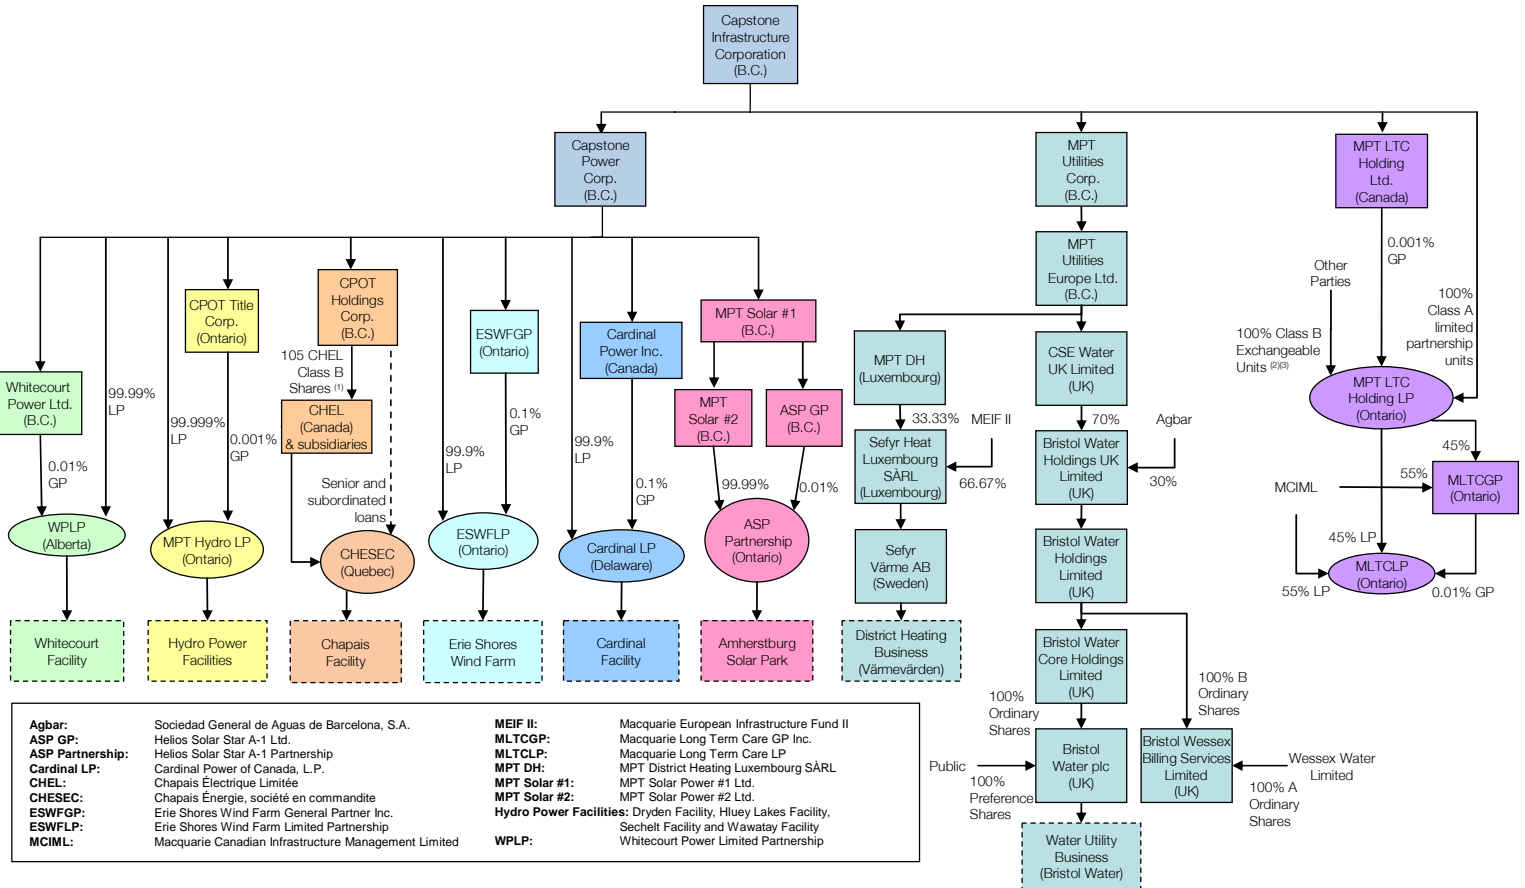 Capstone
Infrastructure
Corporation
(B.C.)
Capstone
Power
Corp.
(B.C.)
MPT
Utilities
Corp.
(B.C.)
MPT LTC
Holding
Ltd.
(Canada)
MPT
Utilities
Europe Ltd.
(B.C.)
0.001%
GP
Other
Parties
100%
Class A
limited
partnership
units
100% Class B
Exchangeable
Units (2)(3)
CPOT Title
Corp.
(Ontario)
CPOT
Holdings
Corp.
(B.C.)
ESWFGP
(Ontario)
Cardinal
Power Inc.
(Canada)
MPT Solar #1
(B.C.)
MPT DH
(Luxembourg)
CSE Water
UK Limited
(UK)
105 CHEL
Class B
Shares (1)
Whitecourt
Power Ltd.
(B.C.)
99.99%
LP
99.999%
LP
0.001%
GP
CHEL
(Canada)
& subsidiaries
99.9%
LP
0.1%
GP
99.9%
LP
0.1%
GP
MPT
Solar #2
(B.C.)
ASP GP
(B.C.)
33.33%
MEIF II
70%
Agbar
MPT LTC
Holding LP
(Ontario)
0.01%
GP
Senior and
subordinated
loans
99.99%
0.01%
Sefyr Heat
Luxembourg
SÀRL
(Luxembourg)
66.67%
Bristol Water
Holdings UK
Limited
(UK)
30%
45%
MCIML
55%
MLTCGP
(Ontario)
WPLP
(Alberta)
MPT Hydro LP
(Ontario)
CHESEC
(Quebec)
ESWFLP
(Ontario)
Cardinal LP
(Delaware)
ASP
Partnership
(Ontario)
Sefyr
Värme AB
(Sweden)
Bristol Water
Holdings
Limited
(UK)
45% LP
MLTCLP
(Ontario)
55% LP
0.01% GP
Whitecourt
Facility
Hydro Power
Facilities
Chapais
Facility
Erie Shores
Wind Farm
Cardinal
Facility
Amherstburg
Solar Park
District Heating
Business
(Värmevärden)
Bristol Water
Core Holdings
Limited
(UK)
100%
Ordinary
Shares
100% B
Ordinary
Shares
Public
100%
Preference
Shares
Bristol
Water plc
(UK)
Bristol Wessex
Billing Services
Limited
(UK)
Wessex Water
Limited
100% A
Ordinary
Shares
Water Utility
Business
(Bristol Water)
Agbar: Sociedad General de Aguas de Barcelona, S.A.
ASP GP: Helios Solar Star A-1 Ltd.
ASP Partnership: Helios Solar Star A-1 Partnership
Cardinal LP: Cardinal Power of Canada, L.P.
CHEL: Chapais Électrique Limitée
CHESEC: Chapais Énergie, société en commandite
ESWFGP: Erie Shores Wind Farm General Partner Inc.
ESWFLP: Erie Shores Wind Farm Limited Partnership
MCIML: Macquarie Canadian Infrastructure Management Limited
MEIF II: Macquarie European Infrastructure Fund II
MLTCGP: Macquarie Long Term Care GP Inc.
MLTCLP: Macquarie Long Term Care LP
MPT DH: MPT District Heating Luxembourg SÀRL
MPT Solar #1: MPT Solar Power #1 Ltd.
MPT Solar #2: MPT Solar Power #2 Ltd.
Hydro Power Facilities: Dryden Facility, Hluey Lakes Facility,
Sechelt Facility and Wawatay Facility
WPLP: Whitecourt Power Limited Partnership